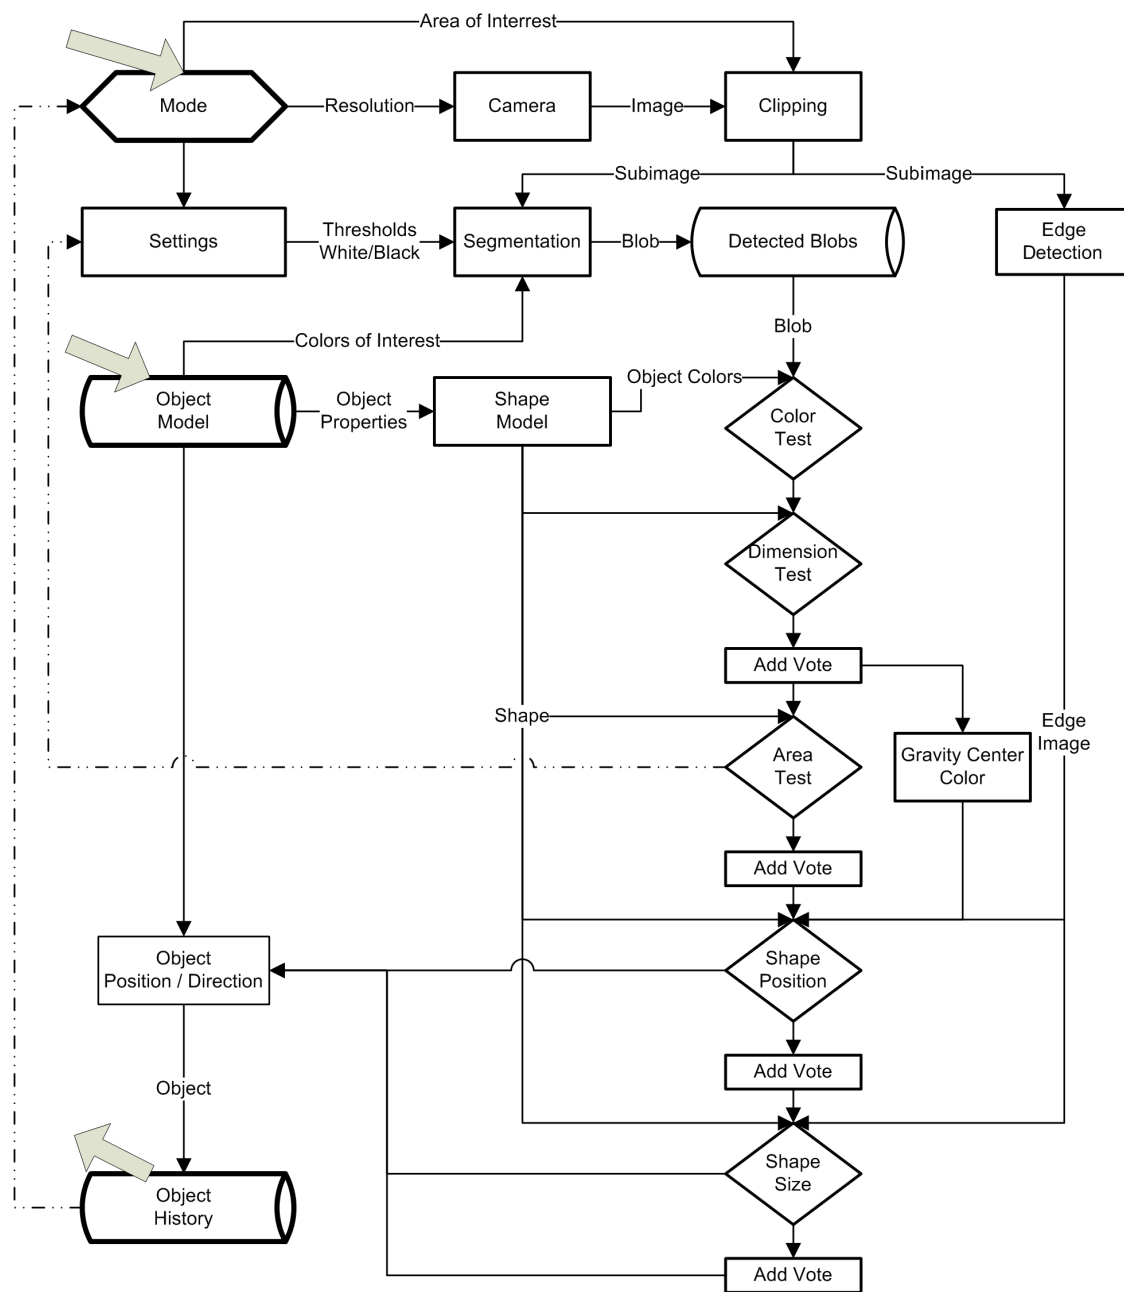 Area of Interrest
Mode
Resolution
Camera
Image
Clipping
Subimage
Subimage
Settings
Thresholds
White/Black
Segmentation
Blob
Detected Blobs
Edge
Detection
Colors of Interest
Blob
Object
Model
Object
Properties
Shape
Model
Object Colors
Color
Test
Dimension
Test
Add Vote
Shape
Area
Test
Gravity Center
Color
Edge
Image
Add Vote
Object
Position / Direction
Shape
Position
Object
Add Vote
Object
History
Shape
Size
Add Vote